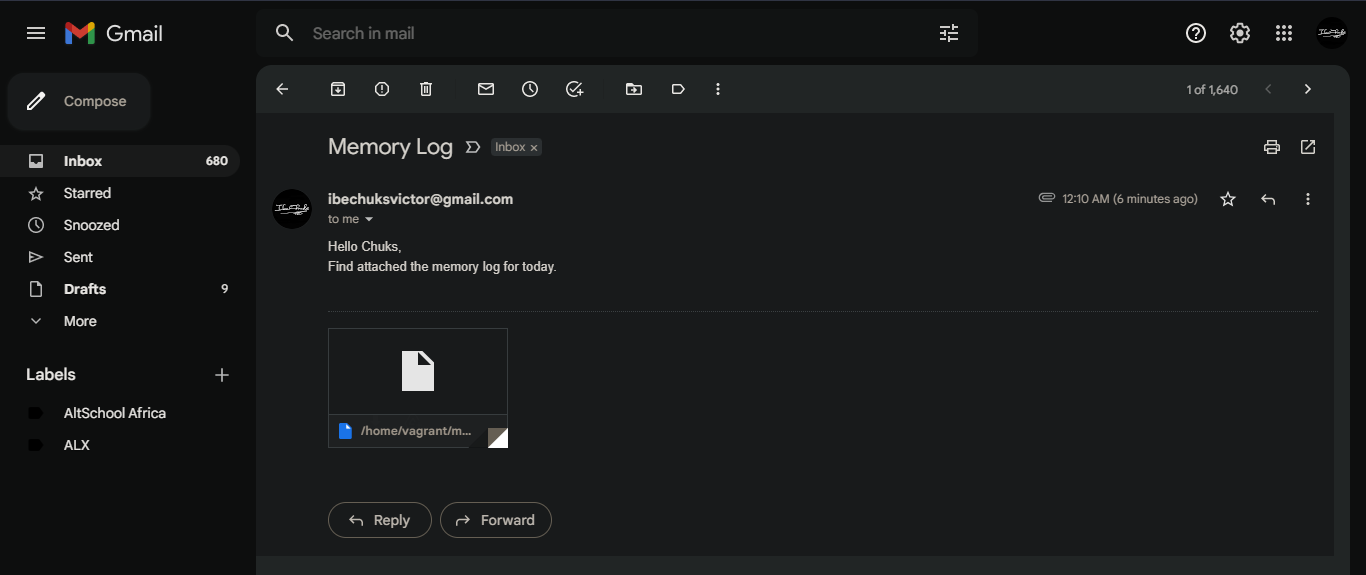 Gmail
Search in mail
Compose
1 of 1,640
Inbox 680
Starred
Snoozed
Sent
Drafts 9
More
Labels
AltSchool Africa
ALX
Memory Log Inbox ×
ibechuksvictor@gmail.com
12:10 AM (6 minutes ago)
to me
Hello Chuks,
Find attached the memory log for today.
/home/vagrant/m...
Reply Forward